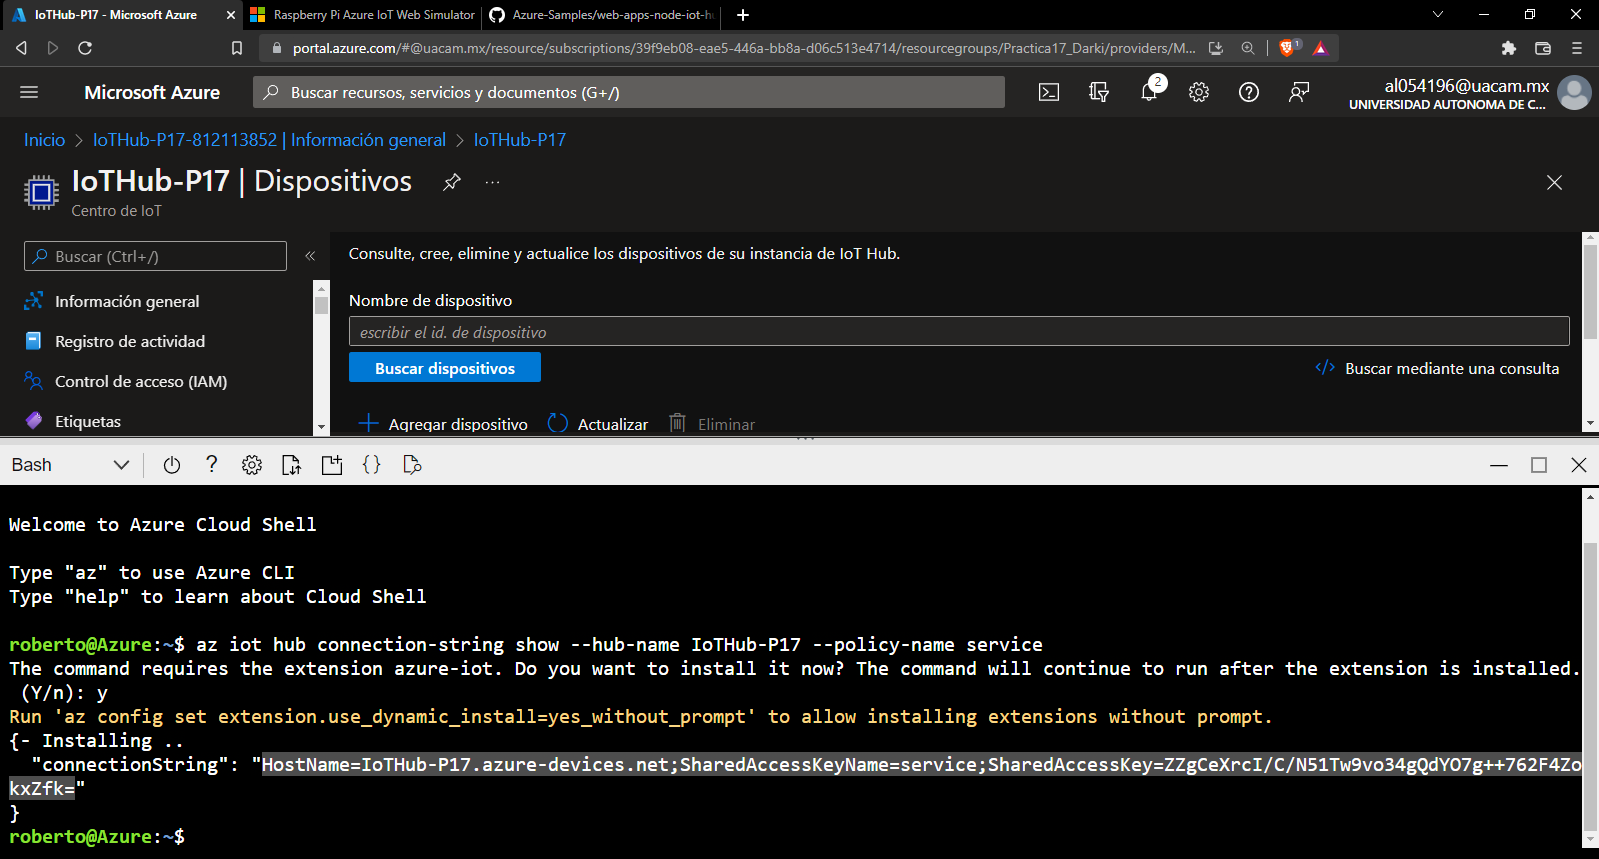 IoTHub-P17 - Microsoft Azure
Raspberry Pi Azure IoT Web Simulator
Azure-Samples/web-apps-node-iot-hu
portal.azure.com/#@uacam.mx/resource/subscriptions/39f9eb08-eae5-446a-bb8a-d06c513e4714/resourcegroups/Practica17_Darki/providers/M...
1
Microsoft Azure
Buscar recursos, servicios y documentos (G+/)
2
al054196@uacam.mx
UNIVERSIDAD AUTONOMA DE C...
Inicio > IoTHub-P17-812113852 | Información general > IoTHub-P17
IoTHub-P17 | Dispositivos
Centro de IoT
Buscar (Ctrl+/)
«
Información general
Registro de actividad
Control de acceso (IAM)
Etiquetas
Consulte, cree, elimine y actualice los dispositivos de su instancia de IoT Hub.
Nombre de dispositivo
escribir el id. de dispositivo
Buscar dispositivos
Buscar mediante una consulta
Agregar dispositivo
Actualizar
Eliminar
Bash
Welcome to Azure Cloud Shell
Type "az" to use Azure CLI
Type "help" to learn about Cloud Shell
roberto@Azure:~$ az iot hub connection-string show --hub-name IoTHub-P17 --policy-name service
The command requires the extension azure-iot. Do you want to install it now? The command will continue to run after the extension is installed.
(Y/n): y
Run 'az config set extension.use_dynamic_install=yes_without_prompt' to allow installing extensions without prompt.
{- Installing ..
"connectionString": "HostName=IoTHub-P17.azure-devices.net;SharedAccessKeyName=service;SharedAccessKey=ZZgCeXrcI/C/N51Tw9vo34gQdYO7g++762F4Zo
kxZfk="
}
roberto@Azure:~$